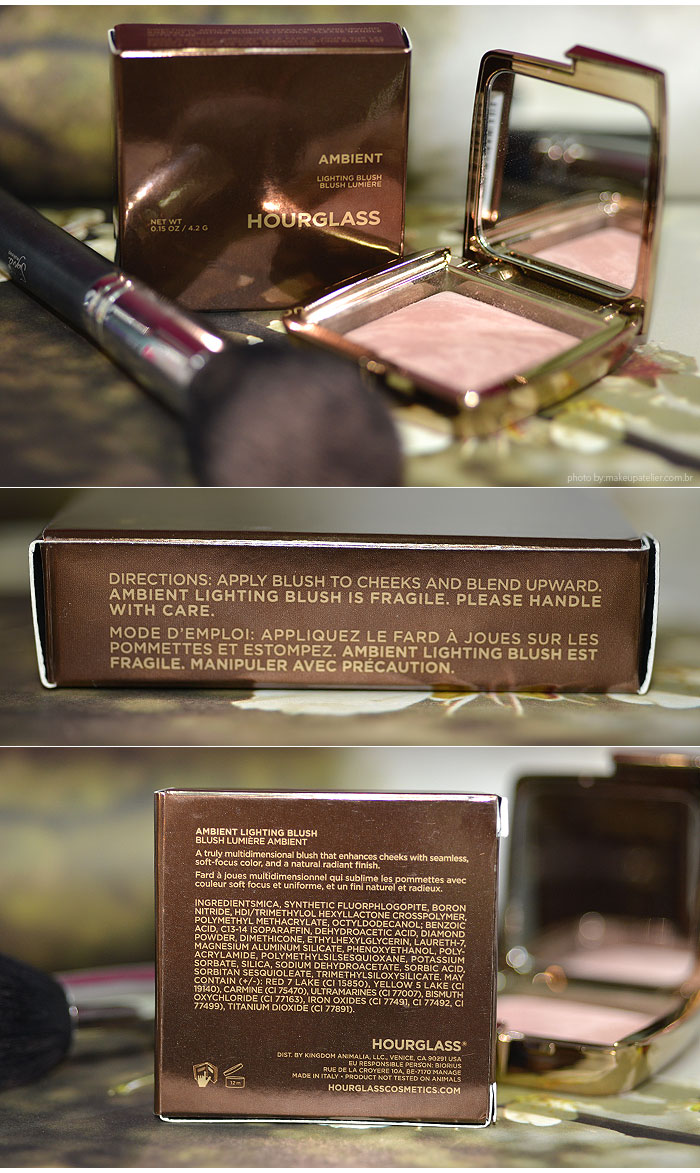 AMBIENT
LIGHTING BLUSH
BLUSH LUMIÈRE
NET WT
0.15 OZ / 4.2 G
HOURGLASS
photo by:makeupatelier.com.br
DIRECTIONS: APPLY BLUSH TO CHEEKS AND BLEND UPWARD.
AMBIENT LIGHTING BLUSH IS FRAGILE. PLEASE HANDLE
WITH CARE.
MODE D'EMPLOI: APPLIQUEZ LE FARD À JOUES SUR LES
POMMETTES ET ESTOMPEZ. AMBIENT LIGHTING BLUSH EST
FRAGILE. MANIPULER AVEC PRÉCAUTION.
AMBIENT LIGHTING BLUSH
BLUSH LUMIÈRE AMBIENT
A truly multidimensional blush that enhances cheeks with seamless,
soft-focus color, and a natural radiant finish.
Fard à joues multidimensionnel qui sublime les pommettes avec
couleur soft focus et uniforme, et un fini naturel et radieux.
INGREDIENTSMICA, SYNTHETIC FLUORPHLOGOPITE, BORON
NITRIDE, HDI/TRIMETHYLOL HEXYLLACTONE CROSSPOLYMER,
POLYMETHYL METHACRYLATE, OCTYLDODECANOL; BENZOIC
ACID, C13-14 ISOPARAFFIN, DEHYDROACETIC ACID, DIAMOND
POWDER, DIMETHICONE, ETHYLHEXYLGLYCERIN, LAURETH-7,
MAGNESIUM ALUMINUM SILICATE, PHENOXYETHANOL, POLY-
ACRYLAMIDE, POLYMETHYLSILSESQUIOXANE, POTASSIUM
SORBATE, SILICA, SODIUM DEHYDROACETATE, SORBIC ACID,
SORBITAN SESQUIOLEATE, TRIMETHYLSILOXYSILICATE. MAY
CONTAIN (+/-): RED 7 LAKE (CI 15850), YELLOW 5 LAKE (CI
19140), CARMINE (CI 75470), ULTRAMARINES (CI 77007), BISMUTH
OXYCHLORIDE (CI 77163), IRON OXIDES (CI 77491, CI 77492, CI
77499), TITANIUM DIOXIDE (CI 77891).
HOURGLASS®
DIST. BY KINGDOM ANIMALIA, LLC., VENICE, CA 90291 USA
EU RESPONSIBLE PERSON: BIORIUS
RUE DE LA CROYERE 10A, BE-7170 MANAGE
MADE IN ITALY • PRODUCT NOT TESTED ON ANIMALS
HOURGLASSCOSMETICS.COM
12 m